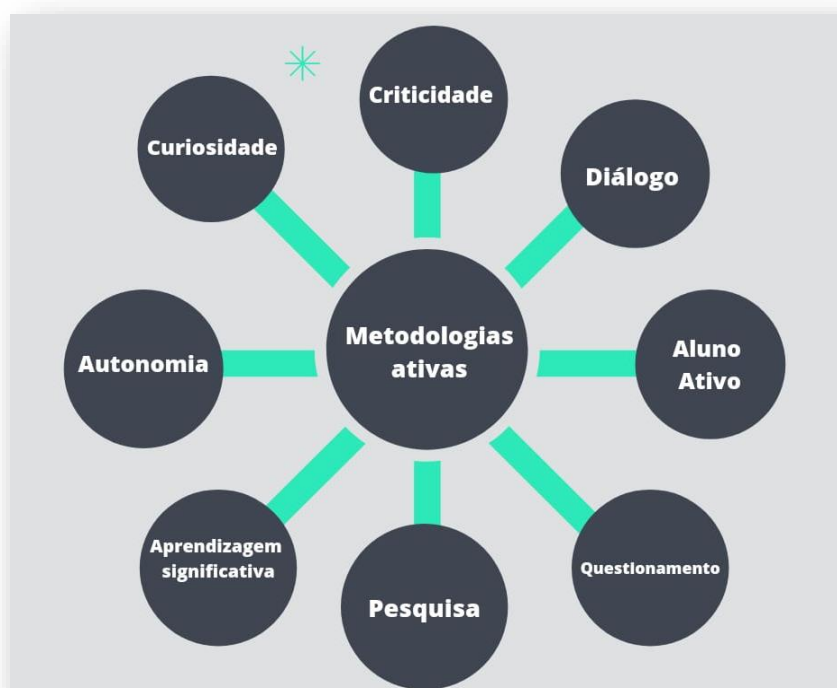 Criticidade
Curiosidade
Diálogo
Metodologias
ativas
Autonomia
Aluno
Ativo
Aprendizagem
significativa
Questionamento
Pesquisa